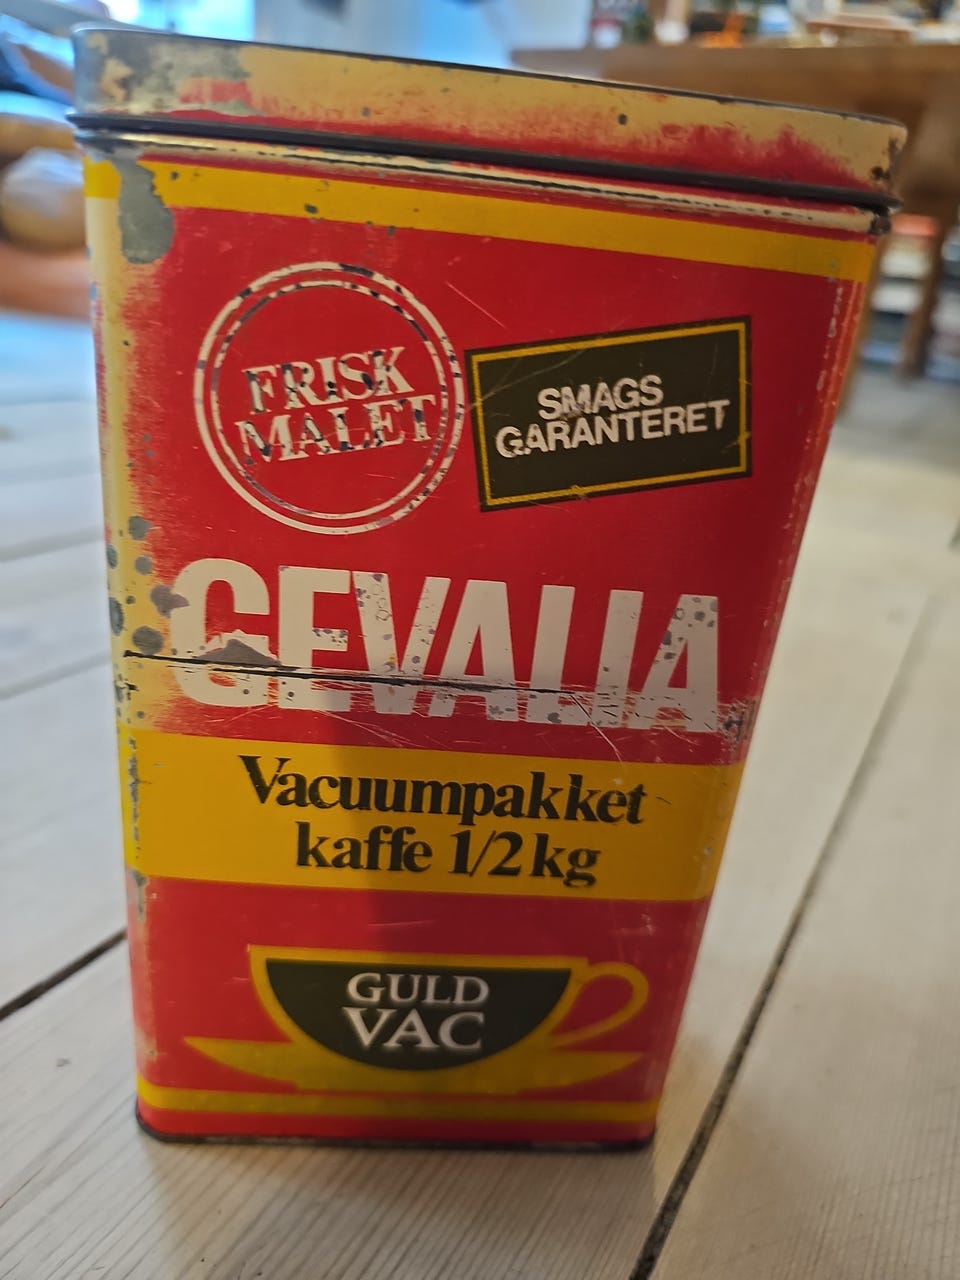 FRISK
MALET
SMAGS
GARANTERET
GEVALIA
Vacuumpakket
kaffe 1/2 kg
GULD
VAC